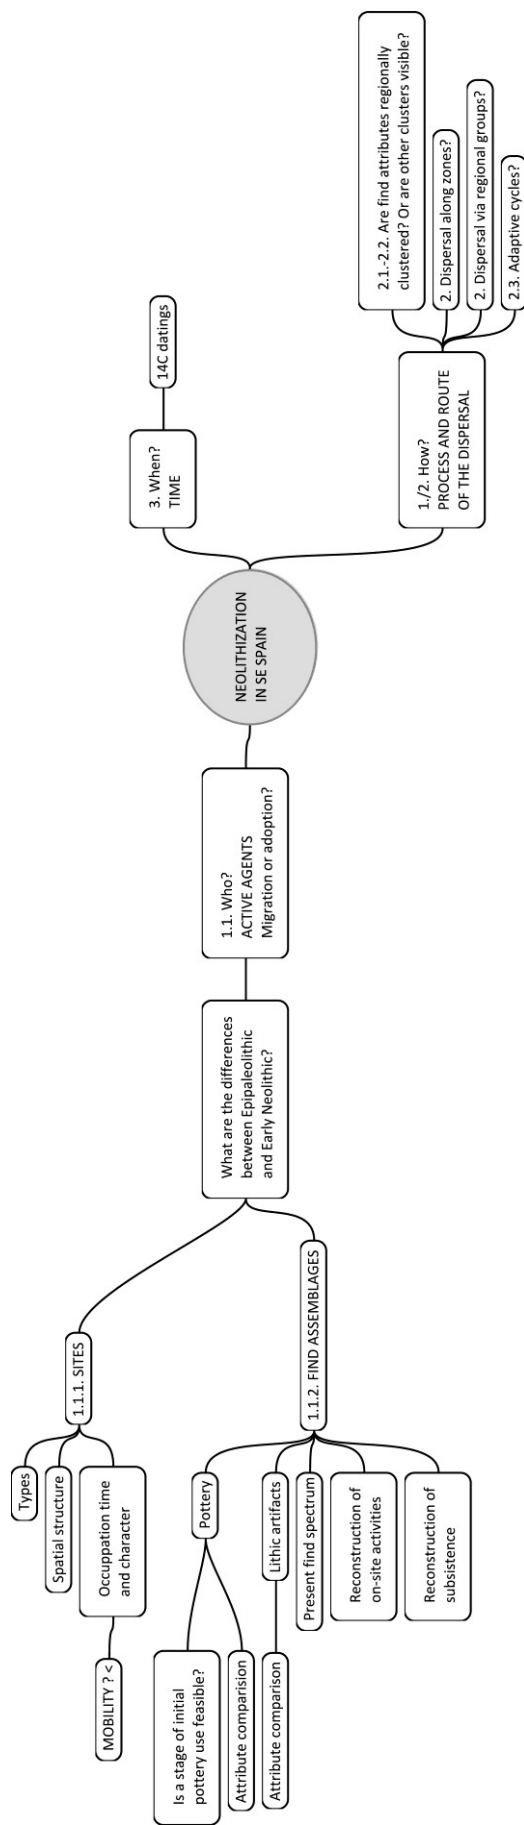 MOBILITY ? <
Types
Spatial structure
Occuppation time
and character
1.1.1. SITES
Is a stage of initial
pottery use feasible?
Attribute comparision
Attribute comparison
Pottery
Lithic artifacts
Present find spectrum
Reconstruction of
on-site activities
Reconstruction of
subsistence
1.1.2. FIND ASSEMBLAGES
What are the differences
between Epipaleolithic
and Early Neolithic?
1.1. Who?
ACTIVE AGENTS
Migration or adoption?
NEOLITHIZATION
IN SE SPAIN
3. When?
TIME
14C datings
1./2. How?
PROCESS AND ROUTE
OF THE DISPERSAL
2.1.-2.2. Are find attributes regionally
clustered? Or are other clusters visible?
2. Dispersal along zones?
2. Dispersal via regional groups?
2.3. Adaptive cycles?